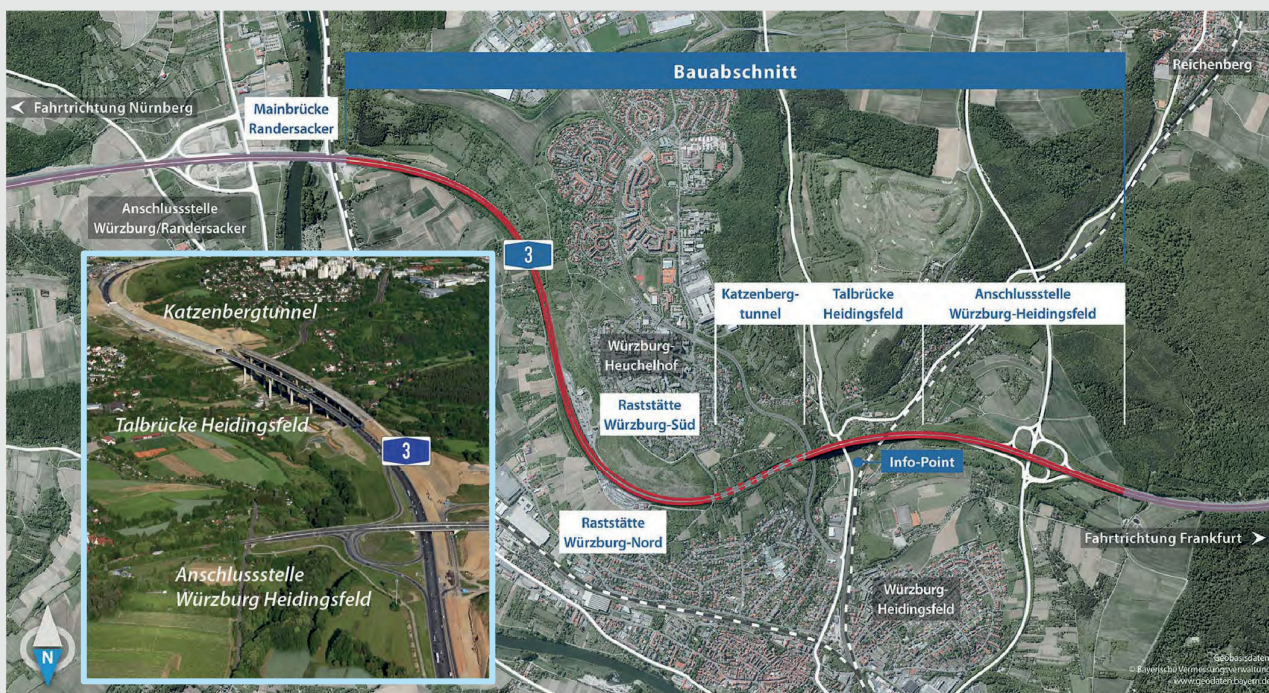 Bauabschnitt
Reichenberg
Fahrtrichtung Nürnberg
Mainbrücke
Randersacker
Anschlussstelle
Würzburg/Randersacker
3
Katzenberg-
tunnel
Talbrücke
Heidingsfeld
Anschlussstelle
Würzburg-Heidingsfeld
Würzburg-
Heuchelhof
Raststätte
Würzburg-Süd
Info-Point
Raststätte
Würzburg-Nord
Fahrtrichtung Frankfurt
Würzburg-
Heidingsfeld
Katzenbergtunnel
Talbrücke Heidingsfeld
3
Anschlussstelle
Würzburg Heidingsfeld
N
Geobasisdaten
© Bayerische Vermessungsverwaltung
www.geodaten.bayern.de